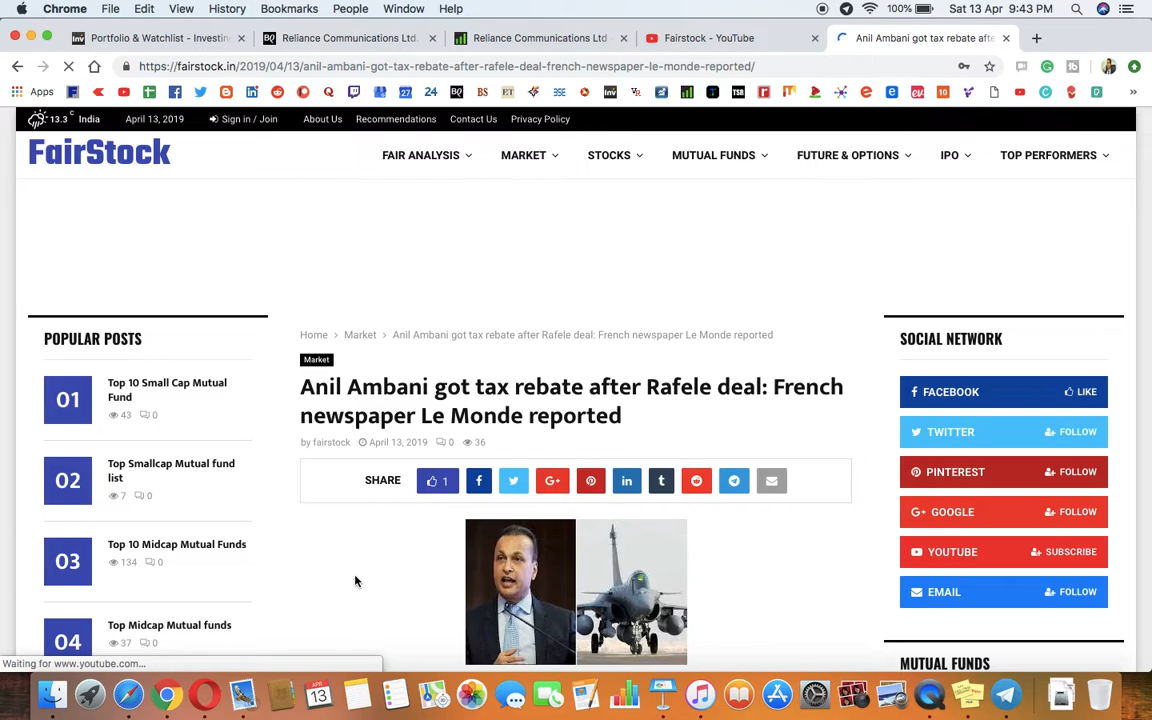 Chrome File Edit View History Bookmarks People Window Help 100% Sat 13 Apr 9:43 PM
Portfolio & Watchlist - Investin Reliance Communications Ltd. Reliance Communications Ltd Fairstock - YouTube Anil Ambani got tax rebate afte
https://fairstock.in/2019/04/13/anil-ambani-got-tax-rebate-after-rafele-deal-french-newspaper-le-monde-reported/
Apps 27 24 BQ BS ET
13.3 C India April 13, 2019 Sign in / Join About Us Recommendations Contact Us Privacy Policy
FairStock
FAIR ANALYSIS MARKET STOCKS MUTUAL FUNDS FUTURE & OPTIONS IPO TOP PERFORMERS
POPULAR POSTS
01
Top 10 Small Cap Mutual
Fund
43 0
02
Top Smallcap Mutual fund
list
7 0
03
Top 10 Midcap Mutual Funds
134 0
04
Top Midcap Mutual funds
37 0
Home > Market > Anil Ambani got tax rebate after Rafele deal: French newspaper Le Monde reported
Market
Anil Ambani got tax rebate after Rafele deal: French
newspaper Le Monde reported
by fairstock April 13, 2019 0 36
SHARE 1
SOCIAL NETWORK
FACEBOOK LIKE
TWITTER FOLLOW
PINTEREST FOLLOW
GOOGLE FOLLOW
YOUTUBE SUBSCRIBE
EMAIL FOLLOW
MUTUAL FUNDS
Waiting for www.youtube.com...
APR
13